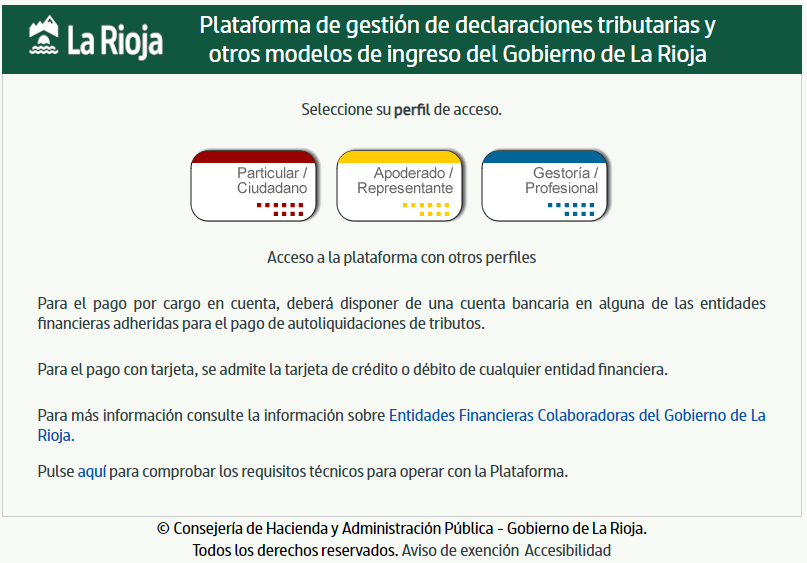 La Rioja
Plataforma de gestión de declaraciones tributarias y
otros modelos de ingreso del Gobierno de La Rioja
Seleccione su perfil de acceso.
Particular /
Ciudadano
Apoderado /
Representante
Gestoría /
Profesional
Acceso a la plataforma con otros perfiles
Para el pago por cargo en cuenta, deberá disponer de una cuenta bancaria en alguna de las entidades
financieras adheridas para el pago de autoliquidaciones de tributos.
Para el pago con tarjeta, se admite la tarjeta de crédito o débito de cualquier entidad financiera.
Para más información consulte la información sobre Entidades Financieras Colaboradoras del Gobierno de La
Rioja.
Pulse aquí para comprobar los requisitos técnicos para operar con la Plataforma.
© Consejería de Hacienda y Administración Pública - Gobierno de La Rioja.
Todos los derechos reservados. Aviso de exención Accesibilidad